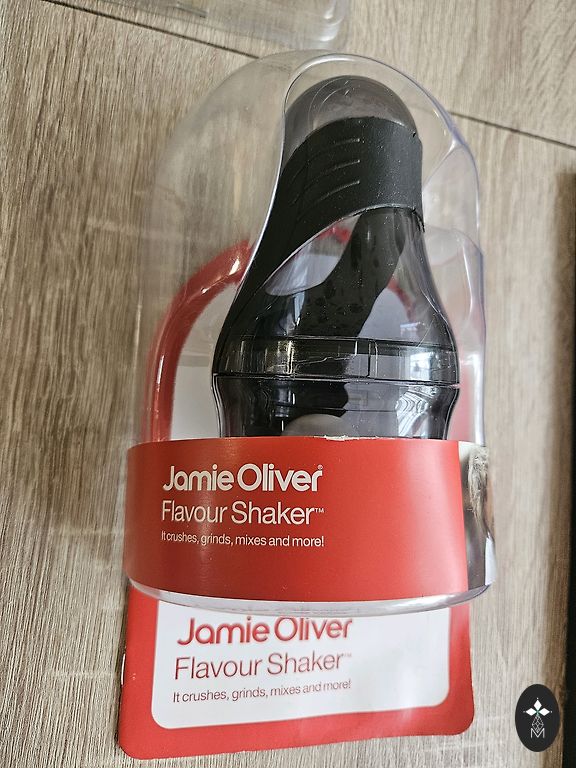 Jamie Oliver®
Flavour Shaker™
It crushes, grinds, mixes and more!
Jamie Oliver
Flavour Shaker™
It crushes, grinds, mixes and more!
M